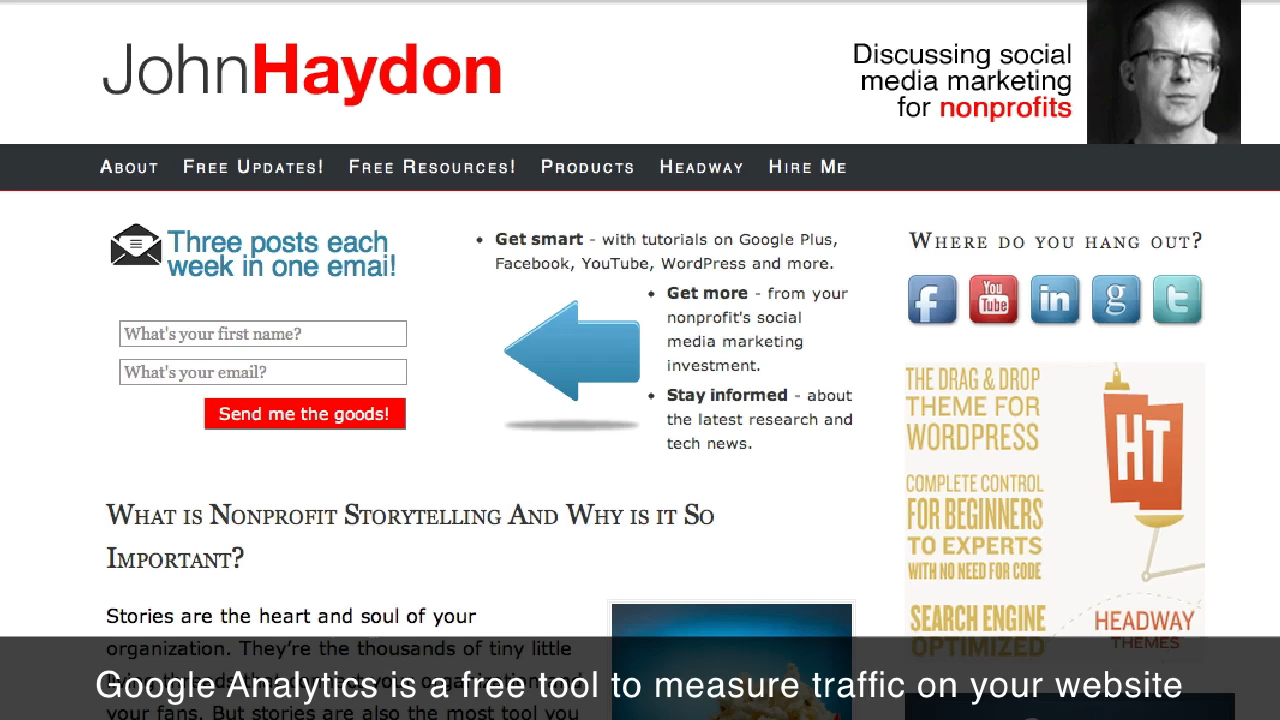 JohnHaydon
Discussing social
media marketing
for nonprofits
About Free Updates! Free Resources! Products Headway Hire Me
Three posts each
week in one email!
What's your first name?
What's your email?
Send me the goods!
• Get smart - with tutorials on Google Plus,
Facebook, YouTube, WordPress and more.
• Get more - from your
nonprofit's social
media marketing
investment.
• Stay informed - about
the latest research and
tech news.
Where do you hang out?
f
You
Tube
in
g
t
THE DRAG & DROP
THEME FOR
WORDPRESS
COMPLETE CONTROL
FOR BEGINNERS
TO EXPERTS
WITH NO NEED FOR CODE
SEARCH ENGINE
OPTIMIZED
HT
HEADWAY
THEMES
What is Nonprofit Storytelling And Why is it So
Important?
Stories are the heart and soul of your
organization. They're the thousands of tiny little
your fans. But stories are also the most tool you
Google Analytics is a free tool to measure traffic on your website